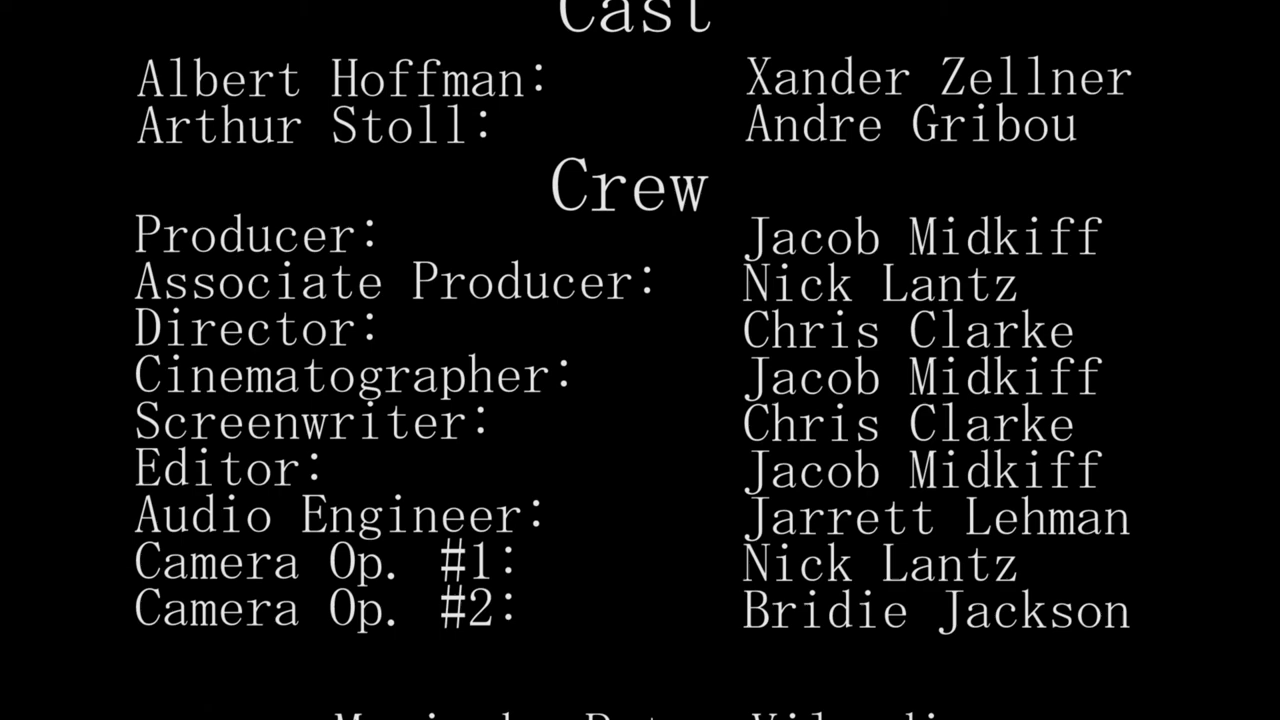 Cast
Albert Hoffman: Xander Zellner
Arthur Stoll: Andre Gribou
Crew
Producer: Jacob Midkiff
Associate Producer: Nick Lantz
Director: Chris Clarke
Cinematographer: Jacob Midkiff
Screenwriter: Chris Clarke
Editor: Jacob Midkiff
Audio Engineer: Jarrett Lehman
Camera Op. #1: Nick Lantz
Camera Op. #2: Bridie Jackson